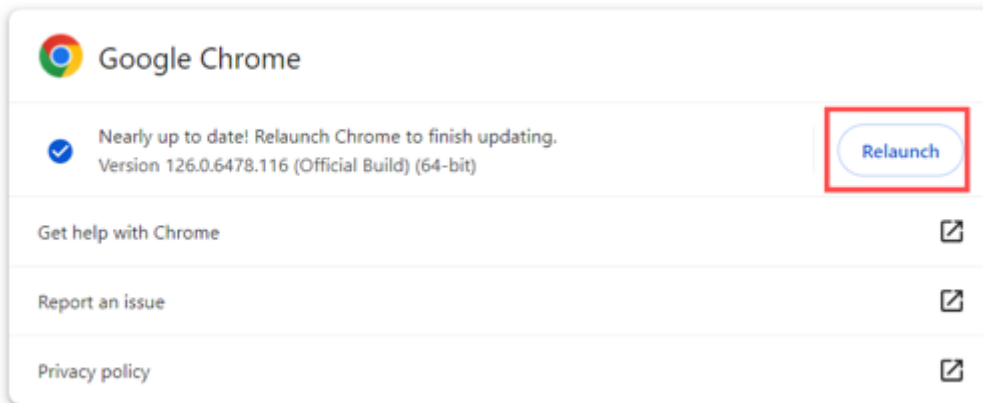 Google Chrome
Nearly up to date! Relaunch Chrome to finish updating.
Version 126.0.6478.116 (Official Build) (64-bit)
Relaunch
Get help with Chrome
Report an issue
Privacy policy